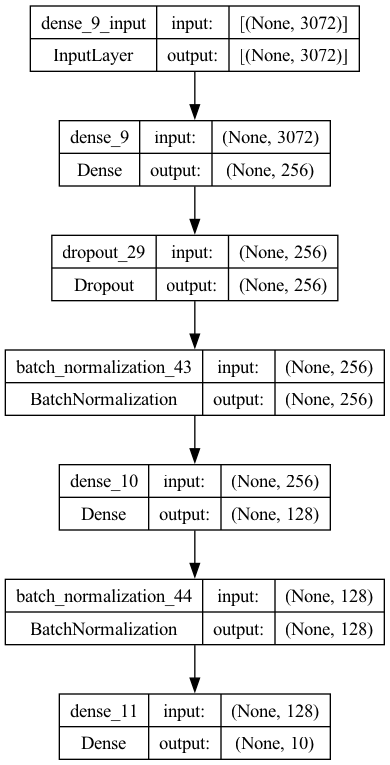 dense_9_input input: [(None, 3072)]
InputLayer output: [(None, 3072)]
dense_9 input: (None, 3072)
Dense output: (None, 256)
dropout_29 input: (None, 256)
Dropout output: (None, 256)
batch_normalization_43 input: (None, 256)
BatchNormalization output: (None, 256)
dense_10 input: (None, 256)
Dense output: (None, 128)
batch_normalization_44 input: (None, 128)
BatchNormalization output: (None, 128)
dense_11 input: (None, 128)
Dense output: (None, 10)